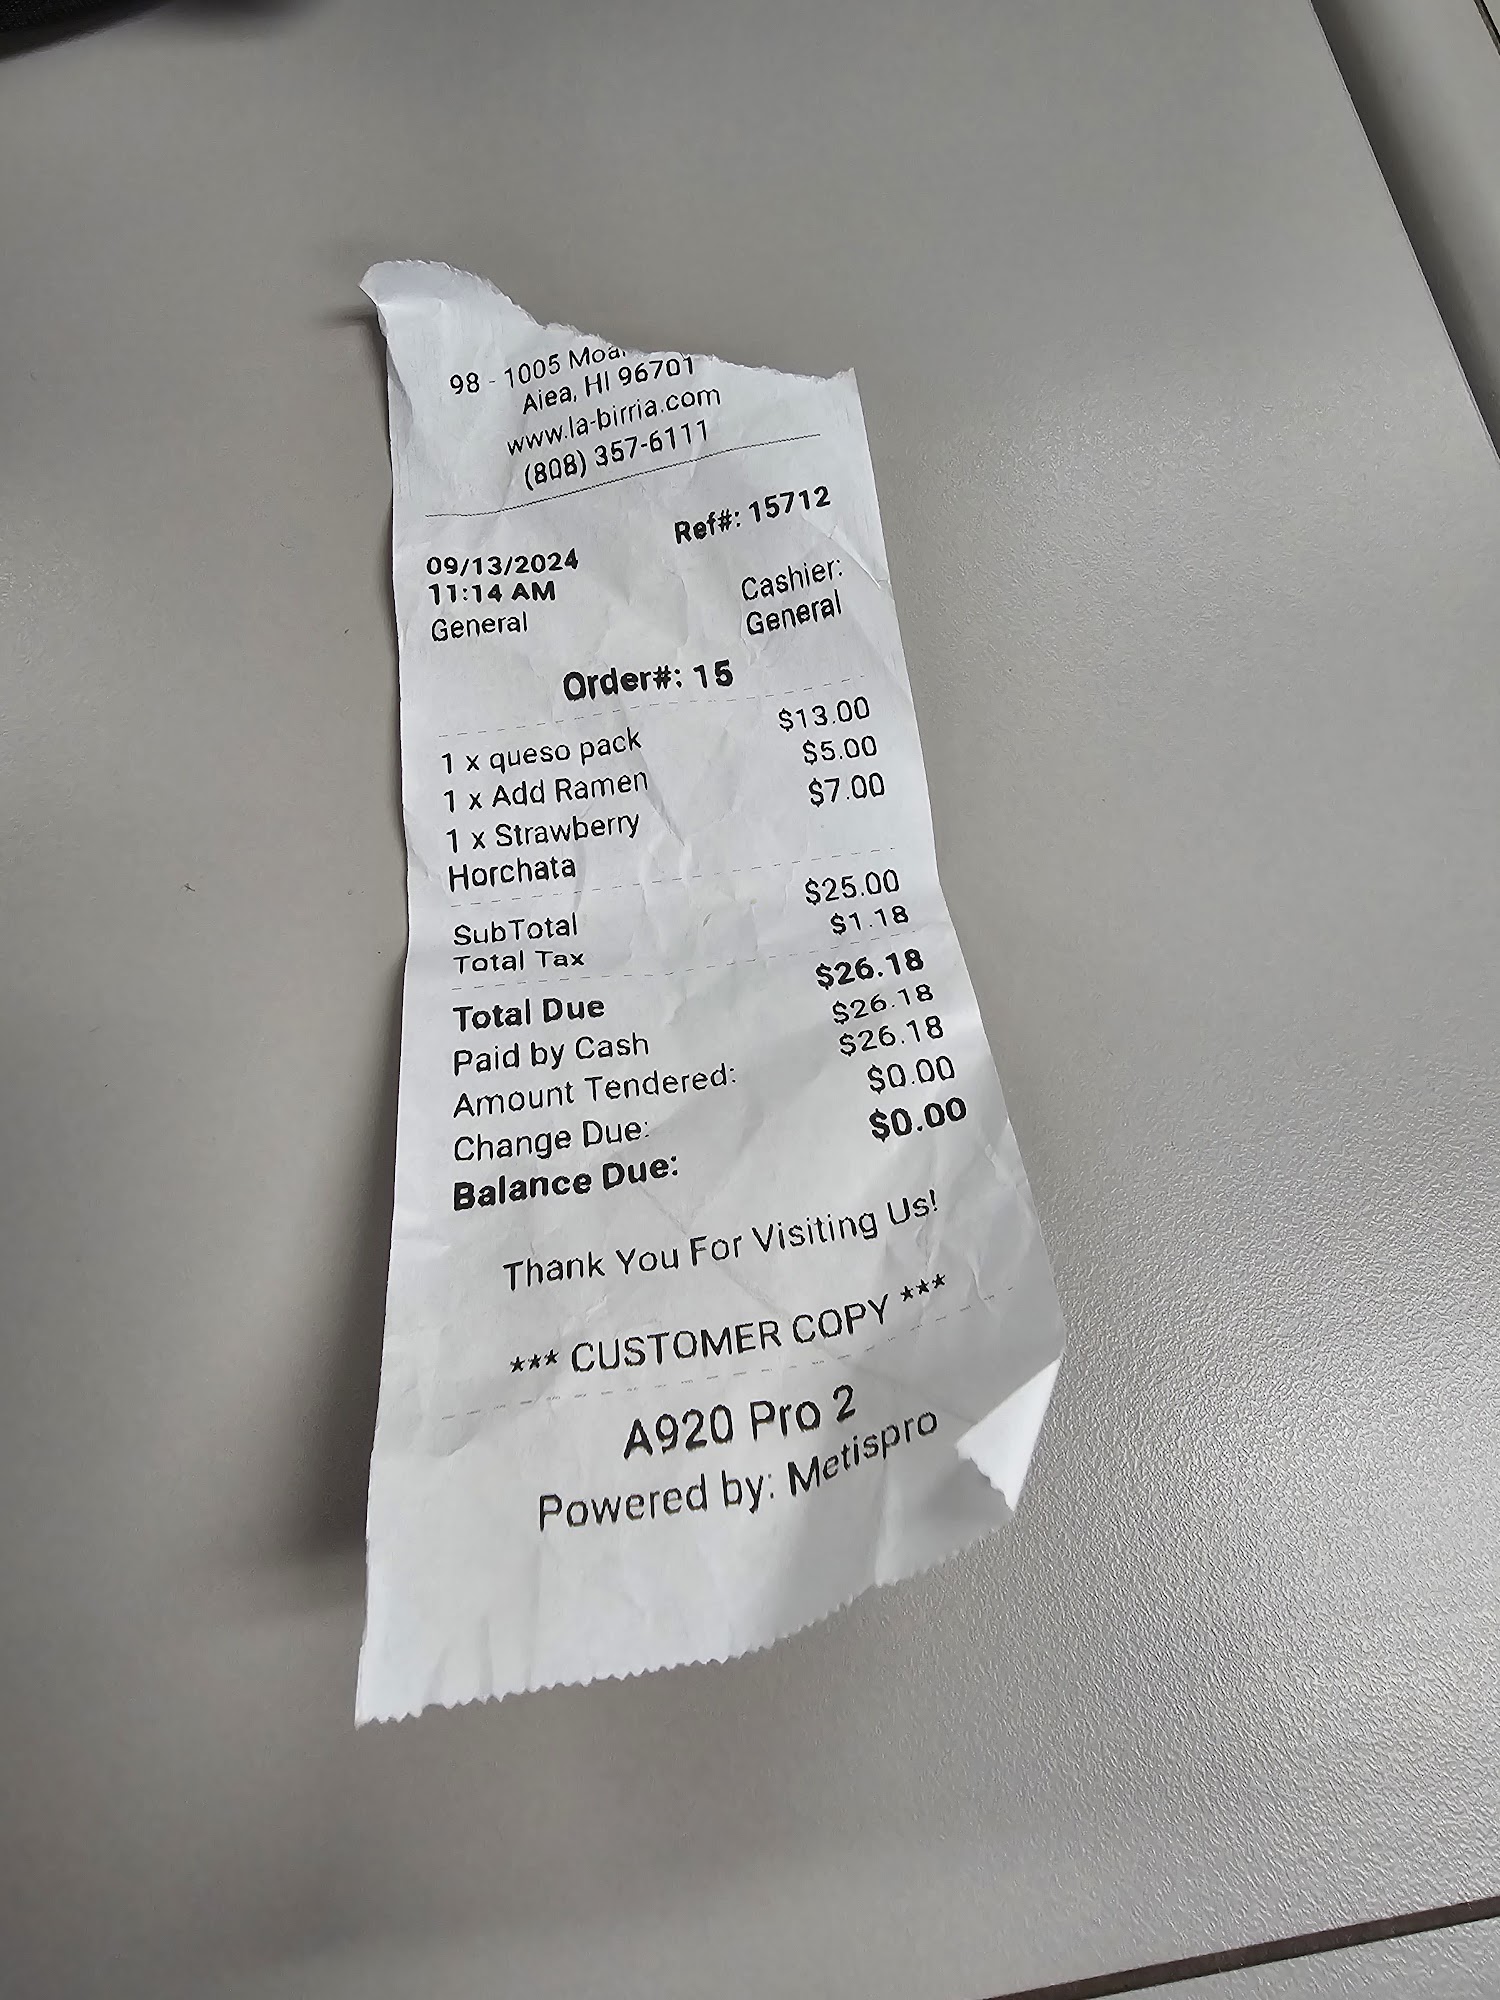 98 - 1005
Aiea, HI 96701
www.la-birria.com
(808) 357-6111
Ref#: 15712
09/13/2024
11:14 AM
Cashier:
General
General
Order#: 15
1 x queso pack $13.00
1 x Add Ramen $5.00
1 x Strawberry $7.00
Horchata
SubTotal $25.00
Total Tax $1.18
Total Due $26.18
Paid by Cash $26.18
Amount Tendered: $26.18
Change Due: $0.00
Balance Due: $0.00
Thank You For Visiting Us!
*** CUSTOMER COPY ***
A920 Pro 2
Powered by: Metispro